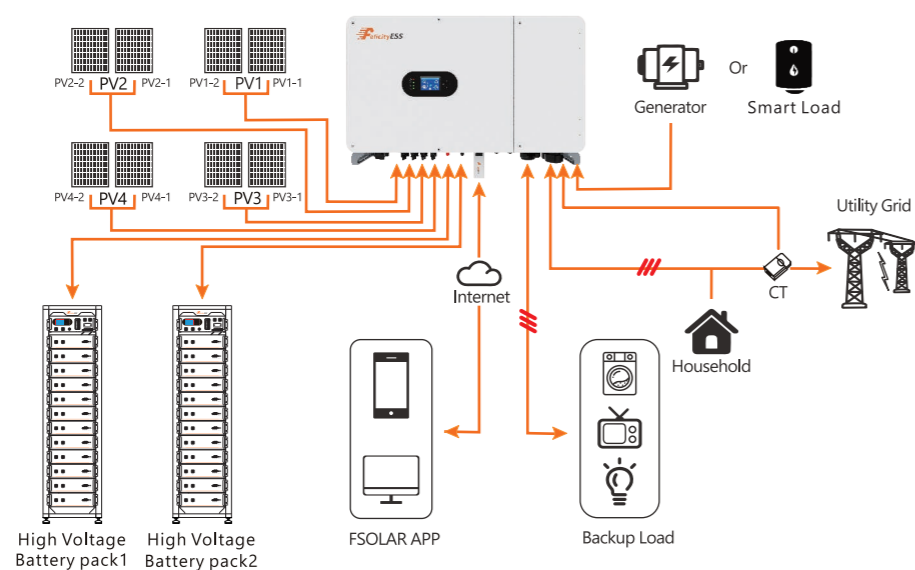 FelicityESS
PV2-2 PV2 PV2-1
PV1-2 PV1 PV1-1
Generator
Or
Smart Load
PV4-2 PV4 PV4-1
PV3-2 PV3 PV3-1
Utility Grid
Internet
CT
Household
High Voltage
Battery pack1
High Voltage
Battery pack2
FSOLAR APP
Backup Load